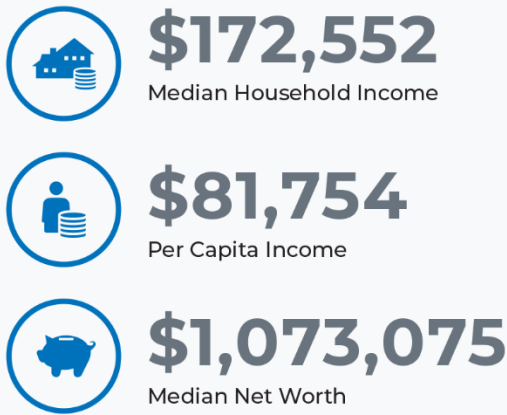 $172,552
Median Household Income
$81,754
Per Capita Income
$1,073,075
Median Net Worth